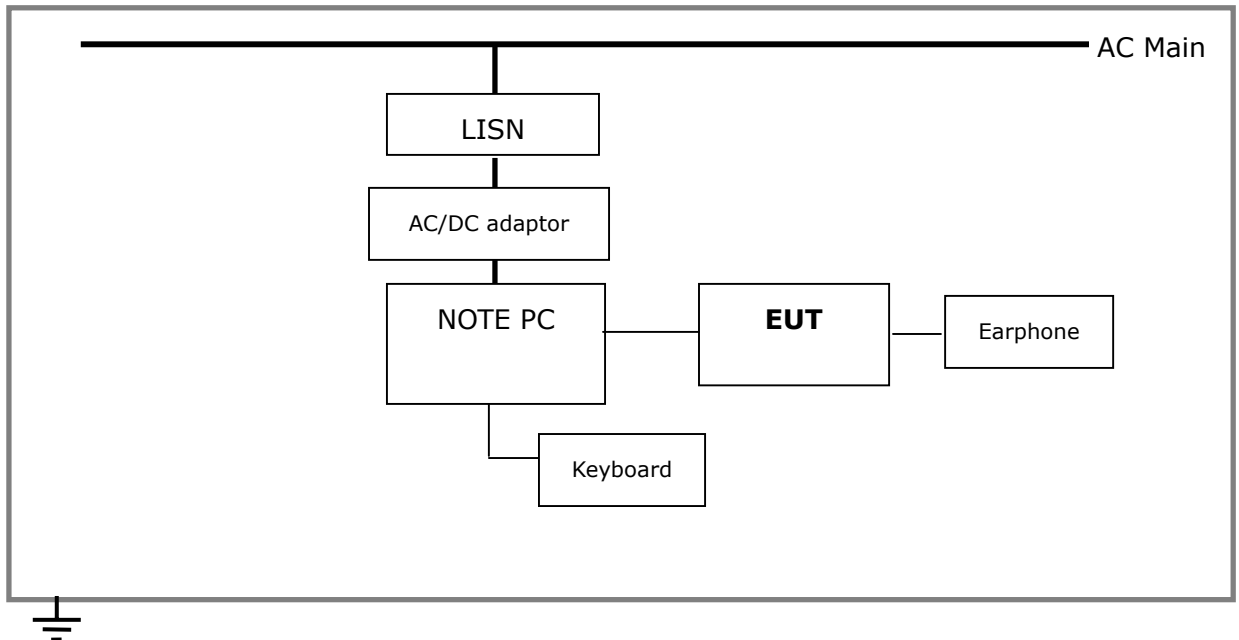 AC Main
LISN
AC/DC adaptor
NOTE PC
EUT
Earphone
Keyboard